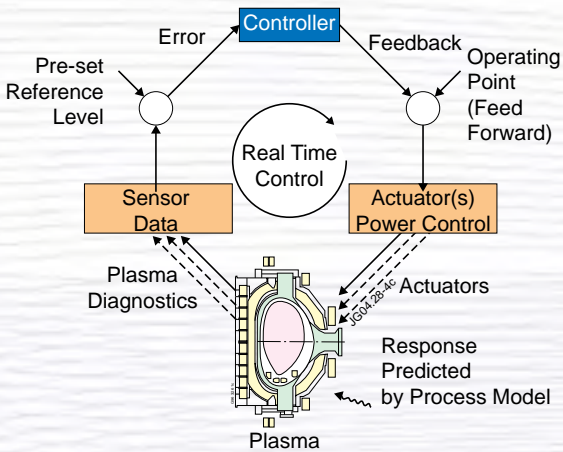 Controller
Error
Feedback
Pre-set
Reference
Level
Operating
Point
(Feed
Forward)
Real Time
Control
Sensor
Data
Actuator(s)
Power Control
Plasma
Diagnostics
Actuators
JG04.28-4c
Response
Predicted
by Process Model
Plasma